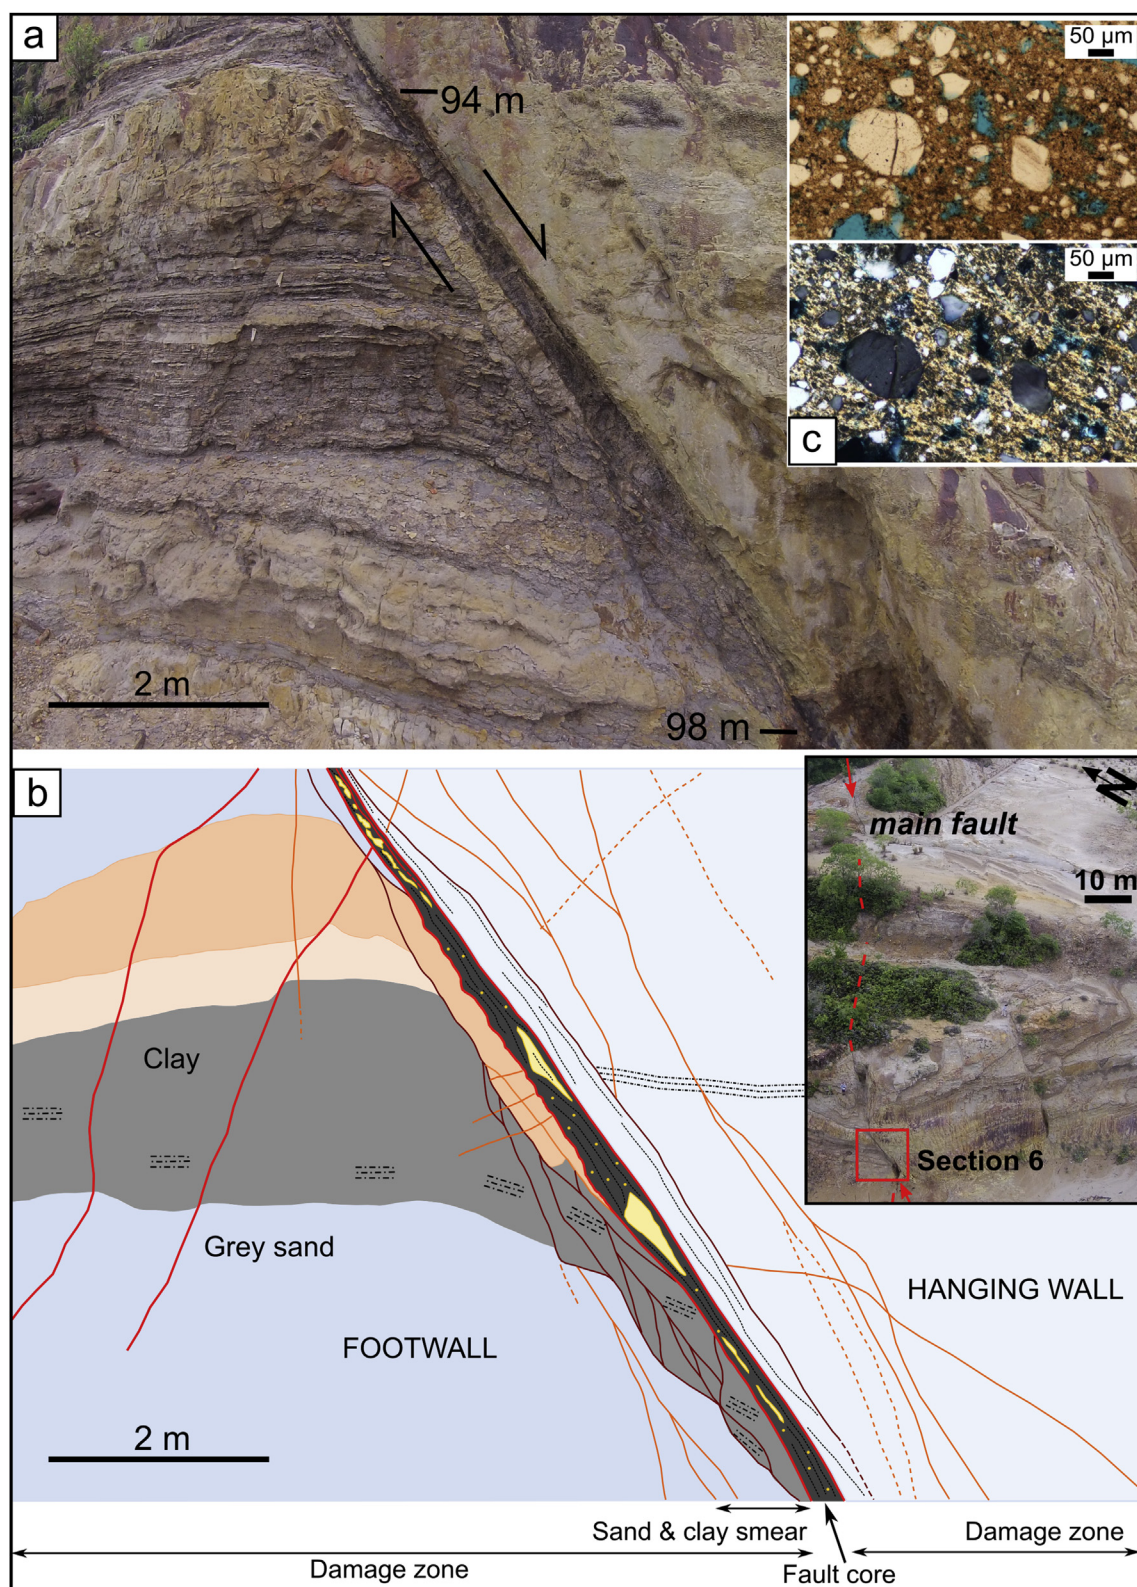 a
94 m
50 µm
50 µm
c
2 m
98 m
b
N
main fault
10 m
Clay
Section 6
Grey sand
HANGING WALL
FOOTWALL
2 m
Sand & clay smear
Damage zone
Damage zone
Fault core